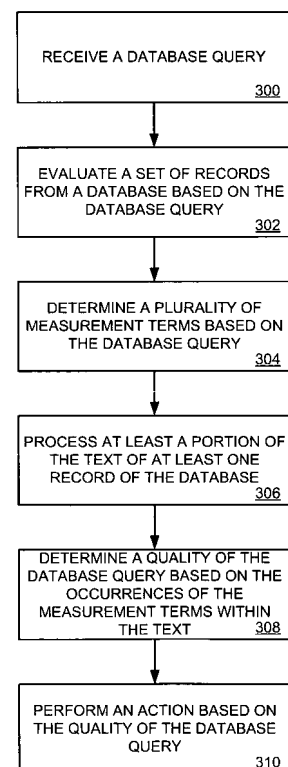 RECEIVE A DATABASE QUERY
300
EVALUATE A SET OF RECORDS
FROM A DATABASE BASED ON THE
DATABASE QUERY
302
DETERMINE A PLURALITY OF
MEASUREMENT TERMS BASED ON
THE DATABASE QUERY
304
PROCESS AT LEAST A PORTION OF
THE TEXT OF AT LEAST ONE
RECORD OF THE DATABASE
306
DETERMINE A QUALITY OF THE
DATABASE QUERY BASED ON THE
OCCURRENCES OF THE
MEASUREMENT TERMS WITHIN
THE TEXT
308
PERFORM AN ACTION BASED ON
THE QUALITY OF THE DATABASE
QUERY
310